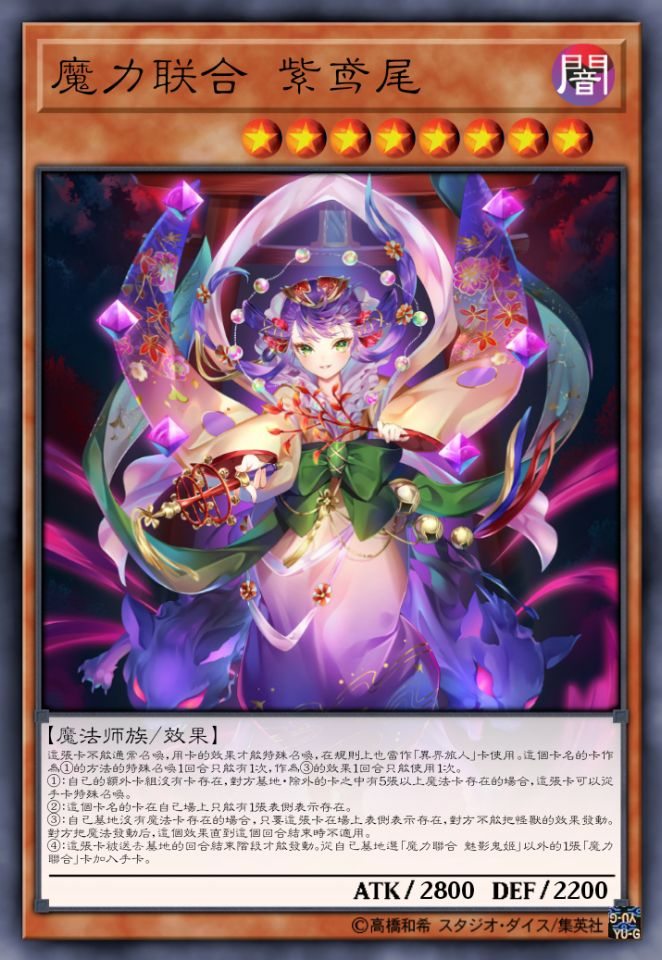 魔力联合 紫鸢尾
闇
【魔法师族/效果】
這張卡不能通常召喚,用卡的效果才能特殊召喚,在規則上也當作「異界旅人」卡使用。這個卡名的卡作
為①的方法的特殊召喚1回合只能有1次,作為③的效果1回合只能使用1次。
①:自己的額外卡組沒有卡存在,對方墓地·除外的卡之中有5張以上魔法卡存在的場合,這張卡可以從
手卡特殊召喚。
②:這個卡名的卡在自己場上只能有1張表側表示存在。
③:自己墓地沒有魔法卡存在的場合,只要這張卡在場上表側表示存在,對方不能把怪獸的效果發動。
對方把魔法發動后,這個效果直到這個回合結束時不適用。
④:這張卡被送去墓地的回合結束階段才能發動。從自己墓地選「魔力聯合 魅影鬼姬」以外的1張「魔力
聯合」卡加入手卡。
ATK/2800 DEF/2200
©高橋和希 スタジオ・ダイス/集英社